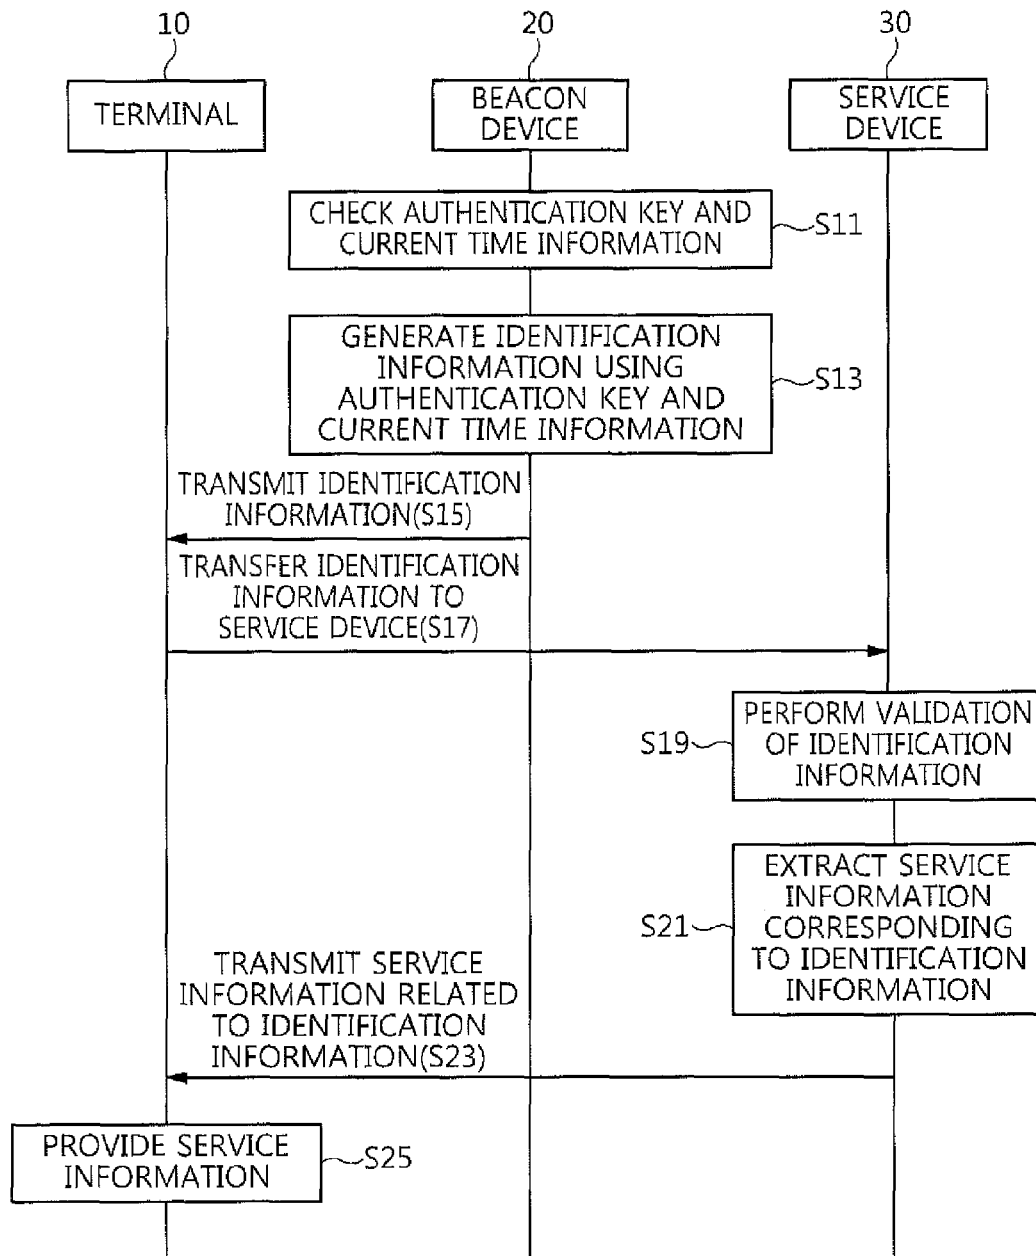 10
20
30
TERMINAL
BEACON
DEVICE
SERVICE
DEVICE
CHECK AUTHENTICATION KEY AND
CURRENT TIME INFORMATION
S11
GENERATE IDENTIFICATION
INFORMATION USING
AUTHENTICATION KEY AND
CURRENT TIME INFORMATION
S13
TRANSMIT IDENTIFICATION
INFORMATION(S15)
TRANSFER IDENTIFICATION
INFORMATION TO
SERVICE DEVICE(S17)
PERFORM VALIDATION
OF IDENTIFICATION
INFORMATION
S19
EXTRACT SERVICE
INFORMATION
CORRESPONDING
TO IDENTIFICATION
INFORMATION
S21
TRANSMIT SERVICE
INFORMATION RELATED
TO IDENTIFICATION
INFORMATION(S23)
PROVIDE SERVICE
INFORMATION
S25